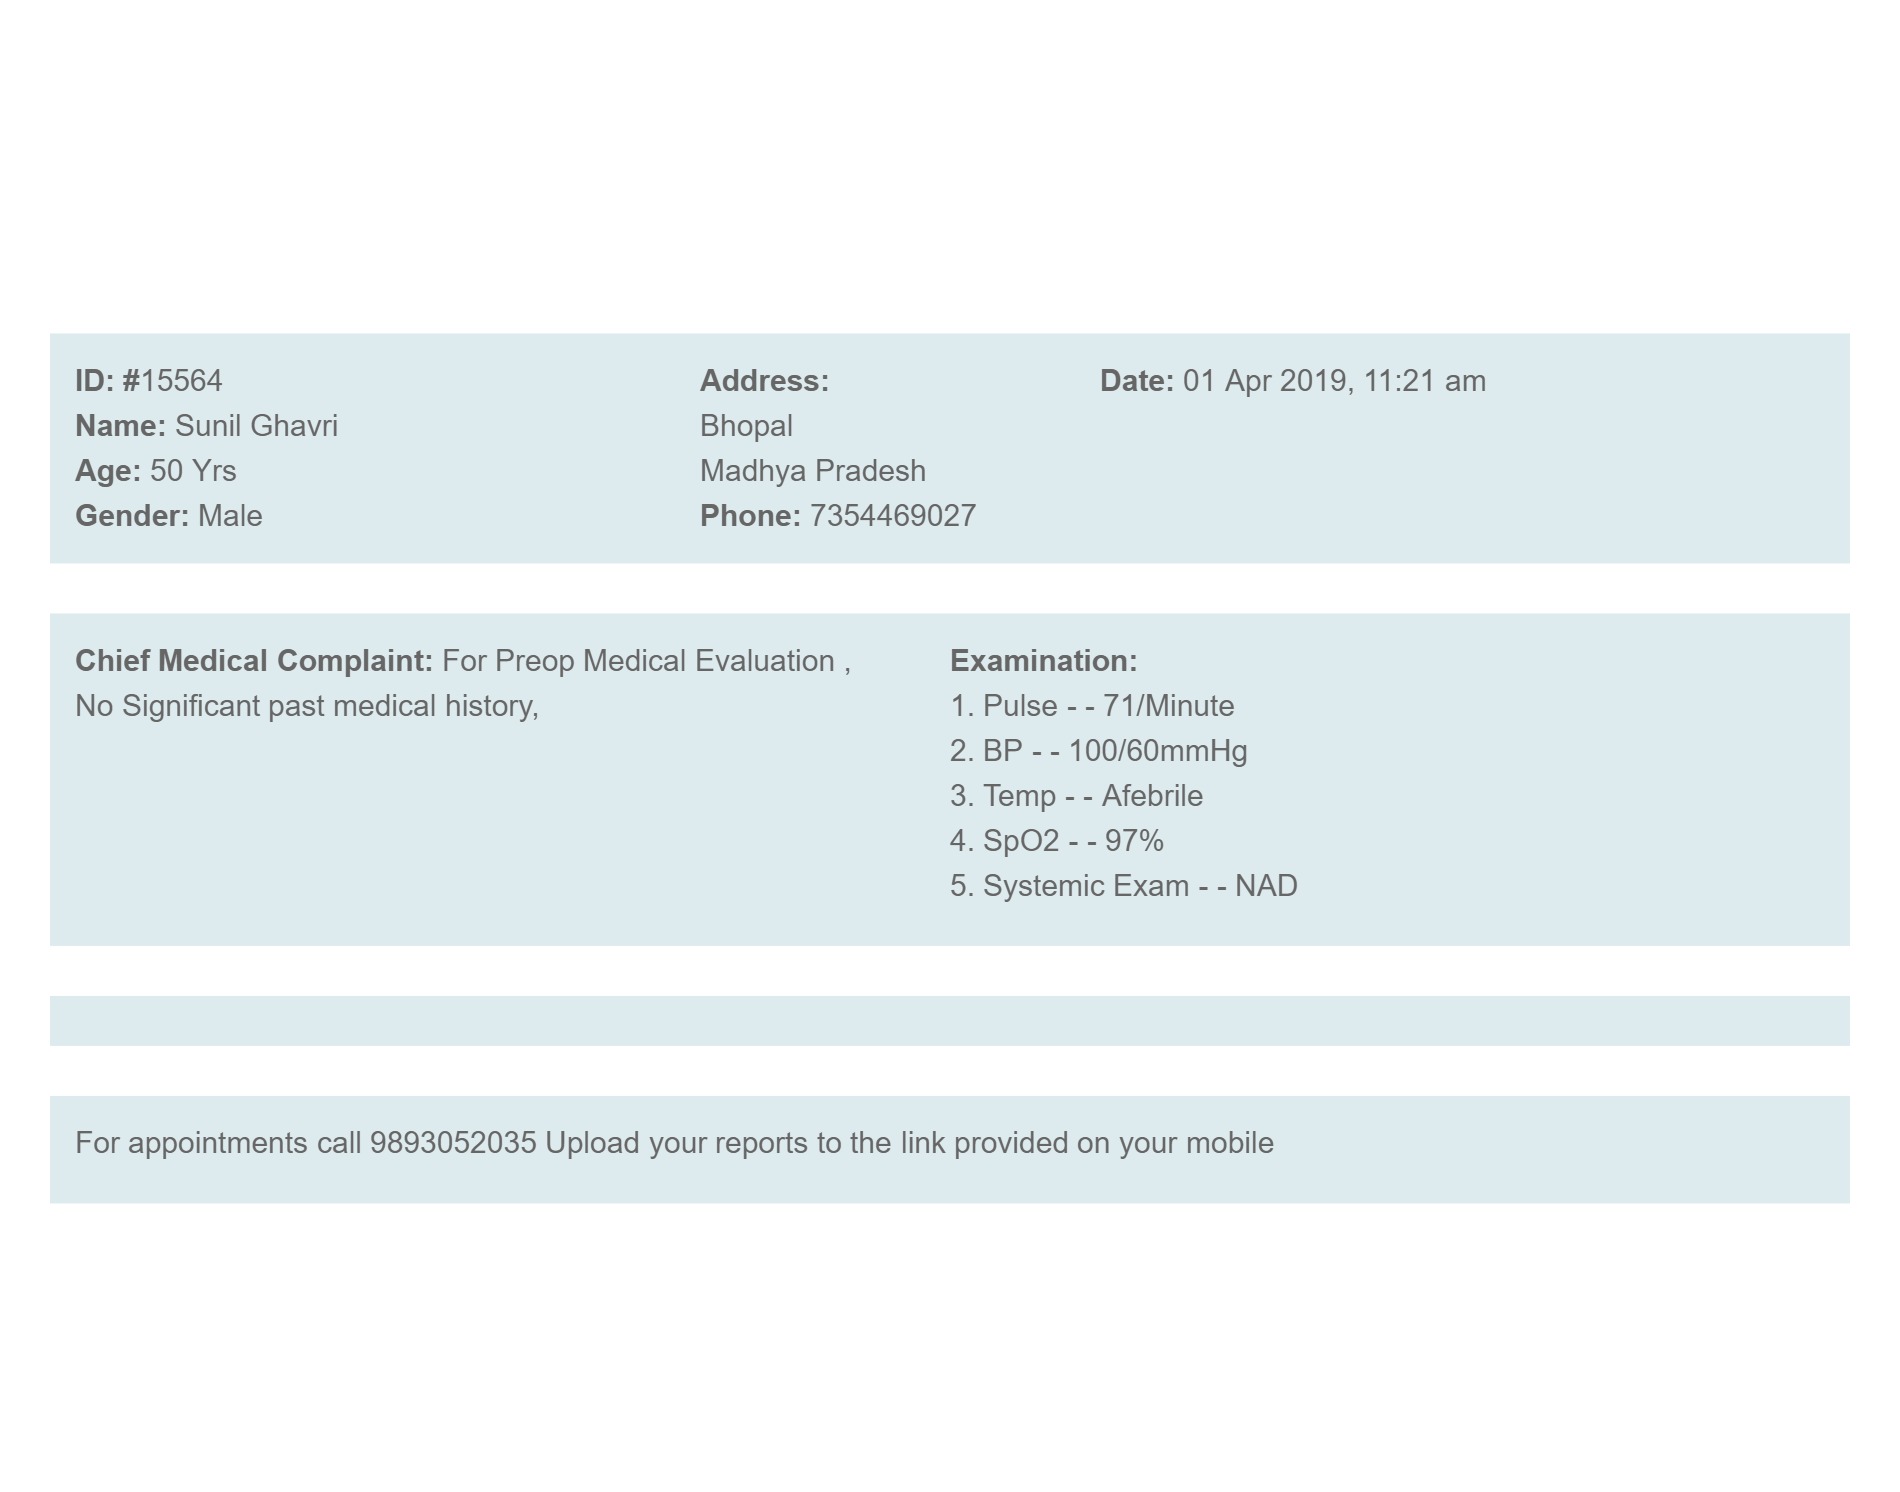 ID: #15564
Name: Sunil Ghavri
Age: 50 Yrs
Gender: Male
Address:
Bhopal
Madhya Pradesh
Phone: 7354469027
Date: 01 Apr 2019, 11:21 am
Chief Medical Complaint: For Preop Medical Evaluation ,
No Significant past medical history,
Examination:
1. Pulse - - 71/Minute
2. BP - - 100/60mmHg
3. Temp - - Afebrile
4. SpO2 - - 97%
5. Systemic Exam - - NAD
For appointments call 9893052035 Upload your reports to the link provided on your mobile